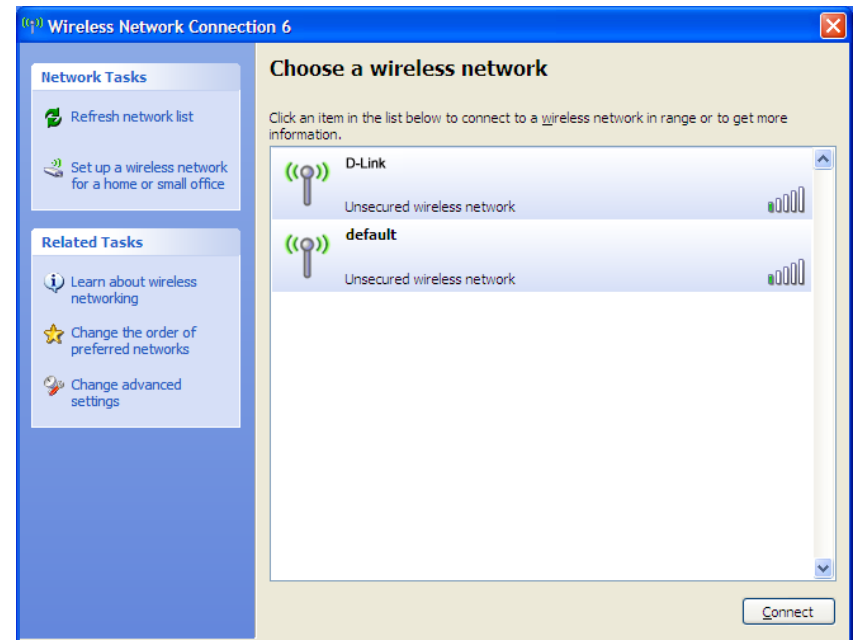 Wireless Network Connection 6
Network Tasks
Refresh network list
Set up a wireless network
for a home or small office
Related Tasks
Learn about wireless
networking
Change the order of
preferred networks
Change advanced
settings
Choose a wireless network
Click an item in the list below to connect to a wireless network in range or to get more
information.
D-Link
Unsecured wireless network
default
Unsecured wireless network
Connect